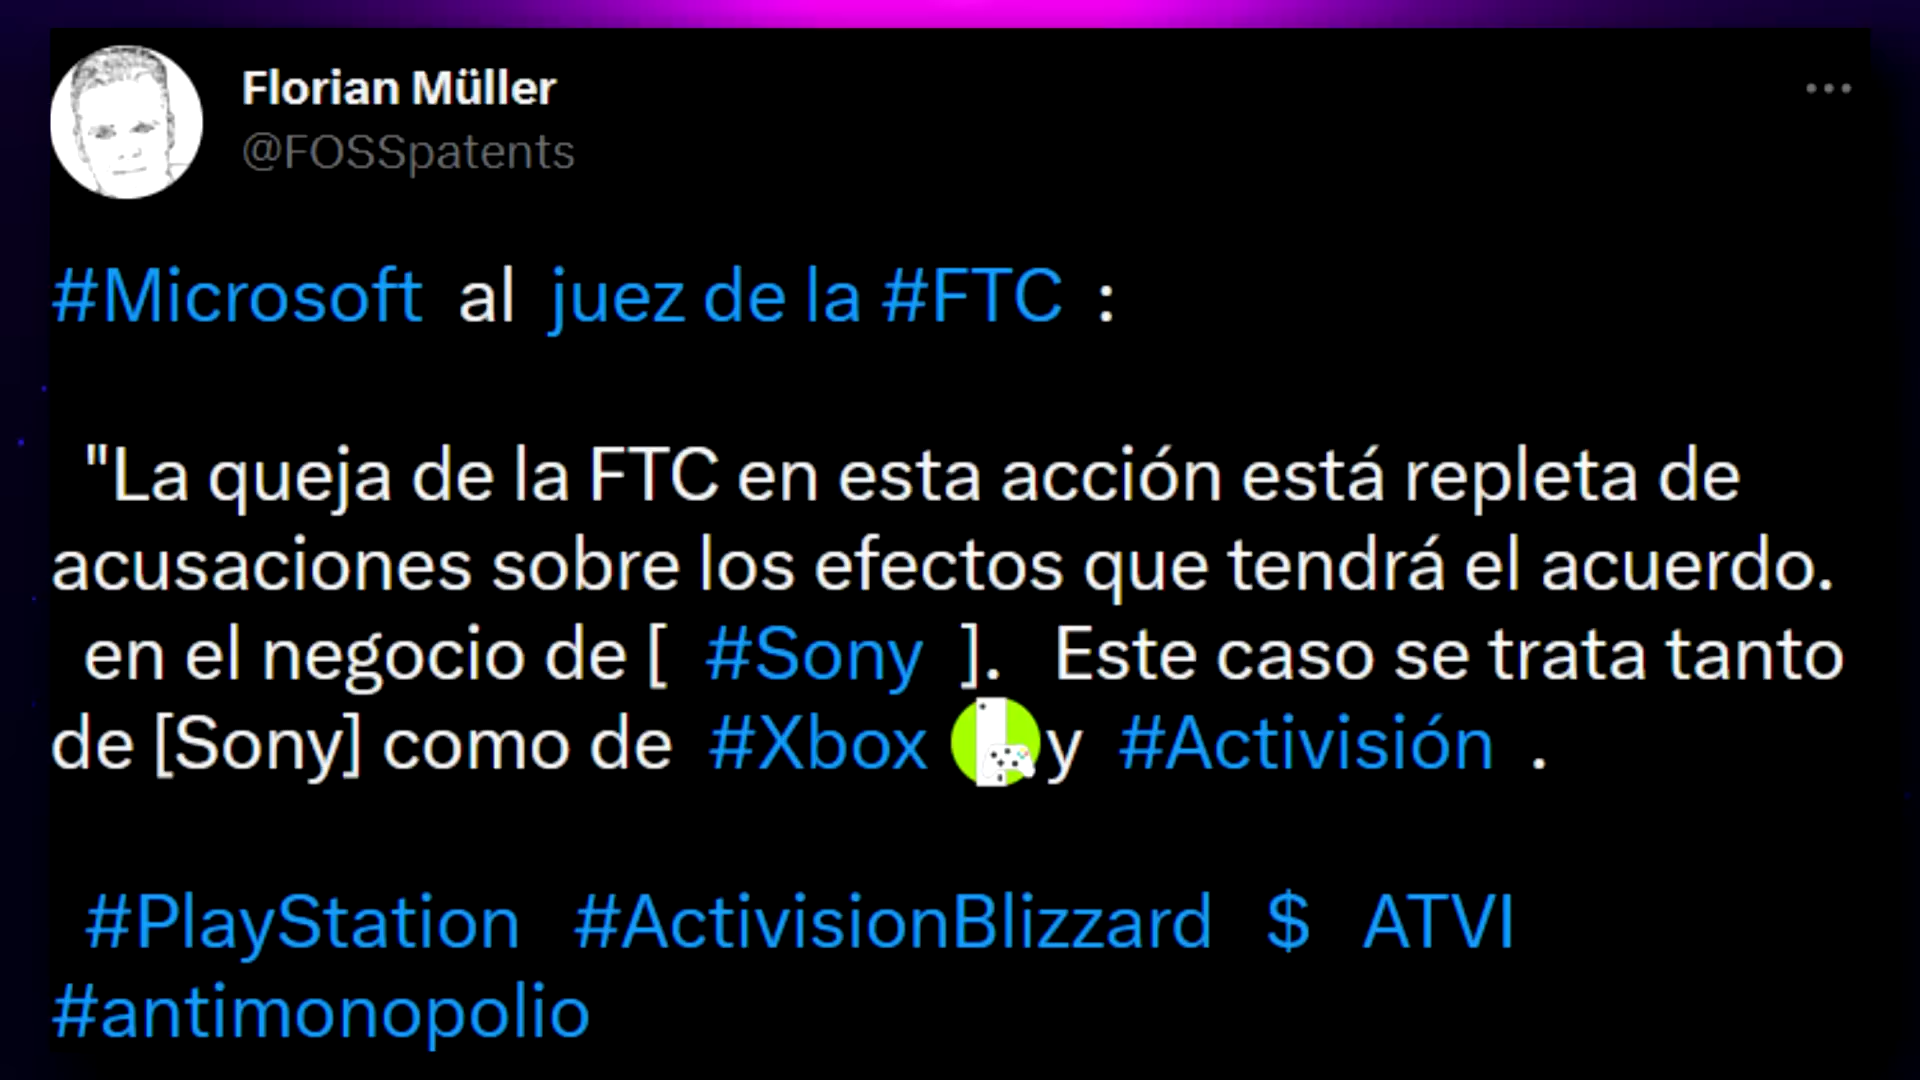 Florian Müller
@FOSSpatents
#Microsoft al juez de la #FTC :
"La queja de la FTC en esta acción está repleta de
acusaciones sobre los efectos que tendrá el acuerdo.
en el negocio de [ #Sony ]. Este caso se trata tanto
de [Sony] como de #Xbox y #Activisión .
#PlayStation #ActivisionBlizzard $ ATVI
#antimonopolio